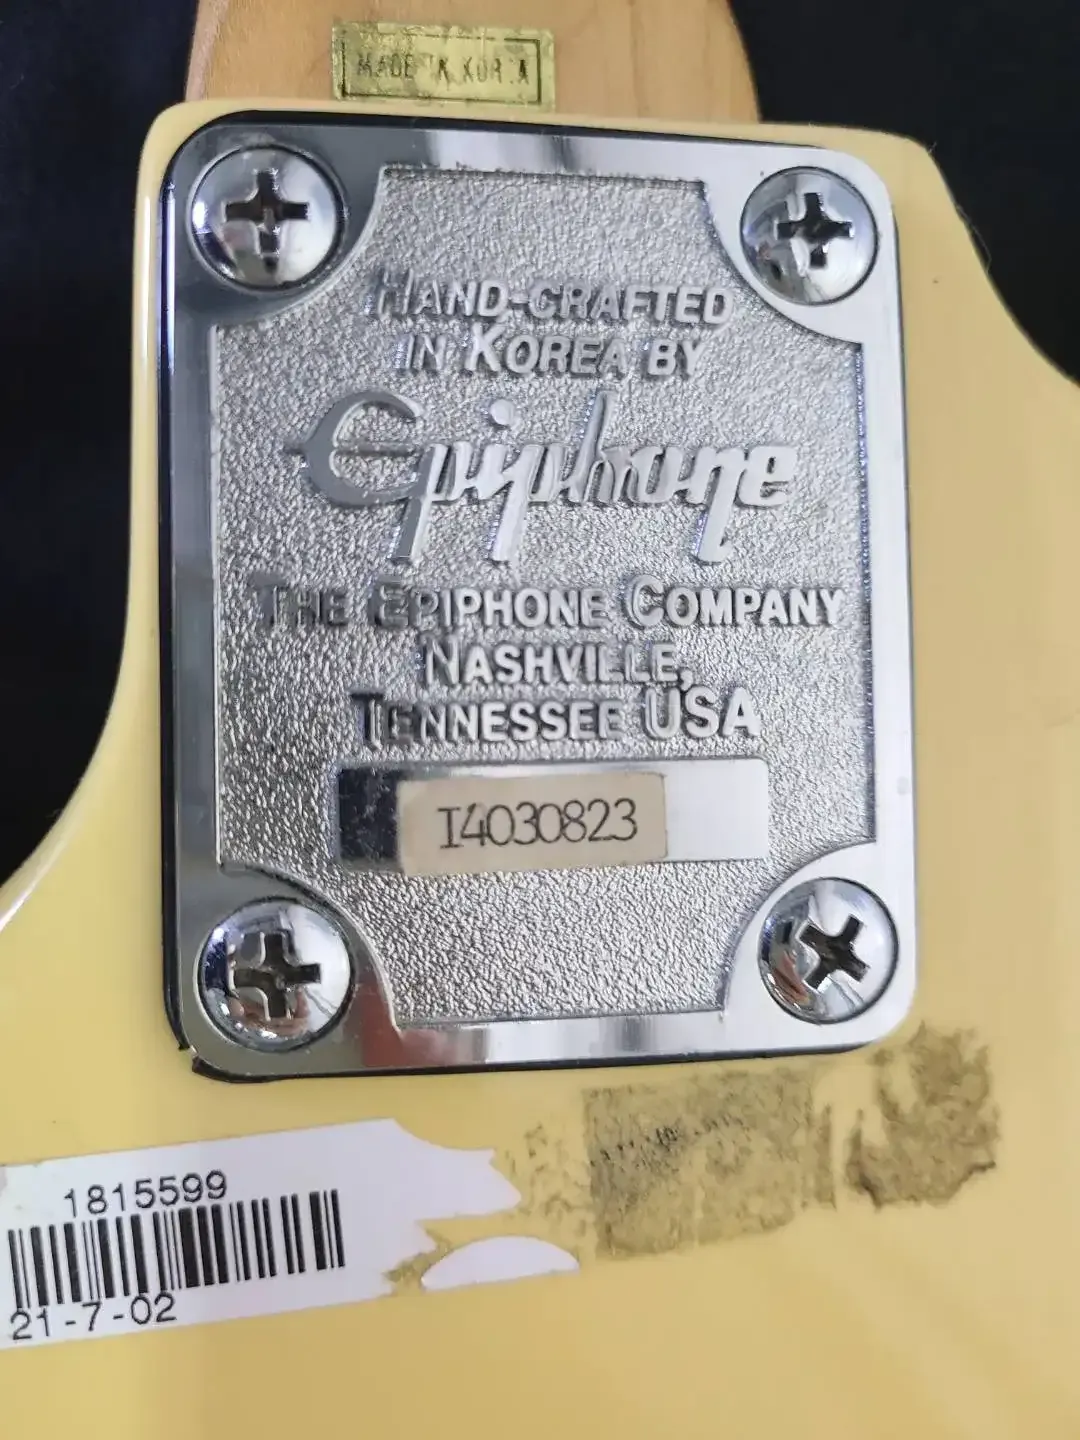 MADE IN KOREA
HAND-CRAFTED
IN KOREA BY
Epiphone
THE EPIPHONE COMPANY
NASHVILLE,
TENNESSEE USA
I4030823
1815599
21-7-02